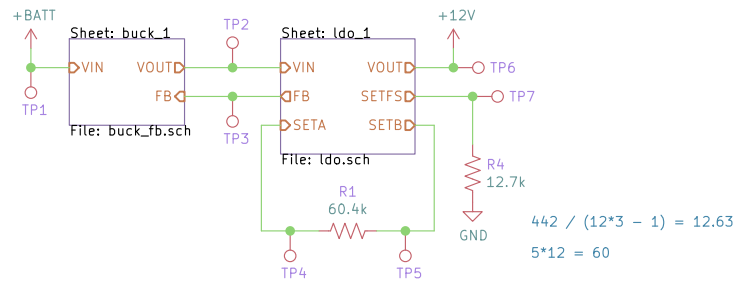 +BATT
TP1
Sheet: buck_1
VIN
VOUT
FB
File: buck_fb.sch
TP2
TP3
Sheet: ldo_1
VIN
FB
SETA
VOUT
SETFS
SETB
File: ldo.sch
+12V
TP6
TP7
R4
12.7k
GND
R1
60.4k
TP4
TP5
442 / (12*3 - 1) = 12.63
5*12 = 60